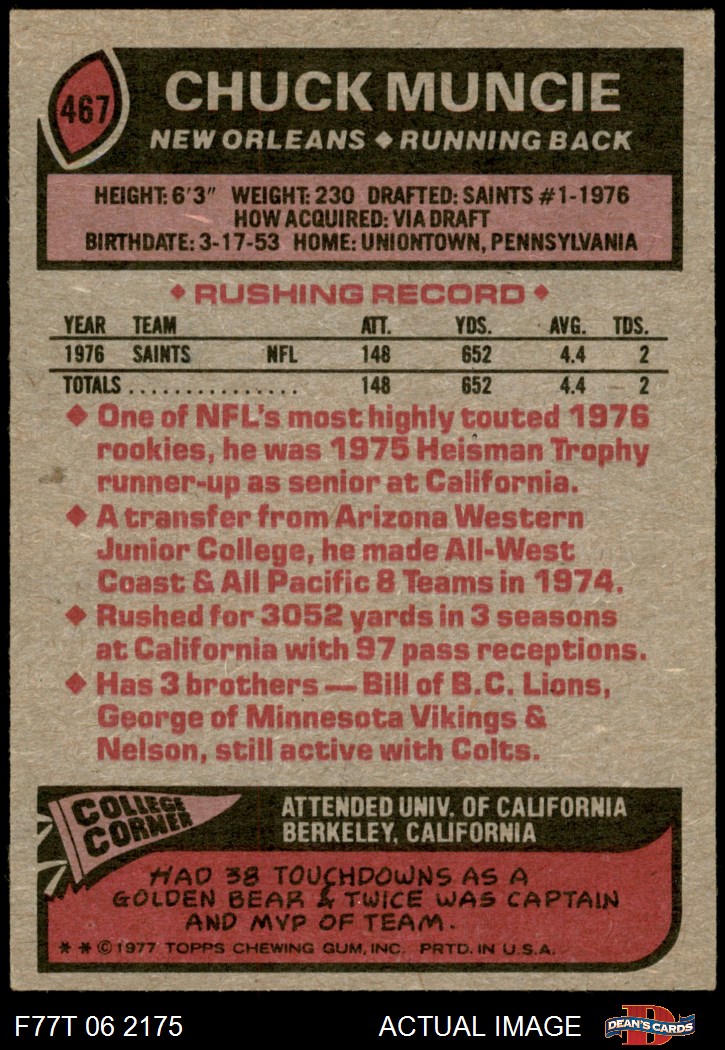 467
CHUCK MUNCIE
NEW ORLEANS ◆ RUNNING BACK
HEIGHT: 6'3" WEIGHT: 230 DRAFTED: SAINTS #1-1976
HOW ACQUIRED: VIA DRAFT
BIRTHDATE: 3-17-53 HOME: UNIONTOWN, PENNSYLVANIA
◆ RUSHING RECORD ◆
YEAR TEAM ATT. YDS. AVG. TDS.
1976 SAINTS NFL 148 652 4.4 2
TOTALS ............... 148 652 4.4 2
◆ One of NFL's most highly touted 1976
rookies, he was 1975 Heisman Trophy
runner-up as senior at California.
◆ A transfer from Arizona Western
Junior College, he made All-West
Coast & All Pacific 8 Teams in 1974.
◆ Rushed for 3052 yards in 3 seasons
at California with 97 pass receptions.
◆ Has 3 brothers — Bill of B.C. Lions,
George of Minnesota Vikings &
Nelson, still active with Colts.
COLLEGE
CORNER
ATTENDED UNIV. OF CALIFORNIA
BERKELEY, CALIFORNIA
HAD 38 TOUCHDOWNS AS A
GOLDEN BEAR & TWICE WAS CAPTAIN
AND MVP OF TEAM.
* * © 1977 TOPPS CHEWING GUM, INC. PRTD. IN U.S.A.
F77T 06 2175 ACTUAL IMAGE
D
DEAN'S CARDS